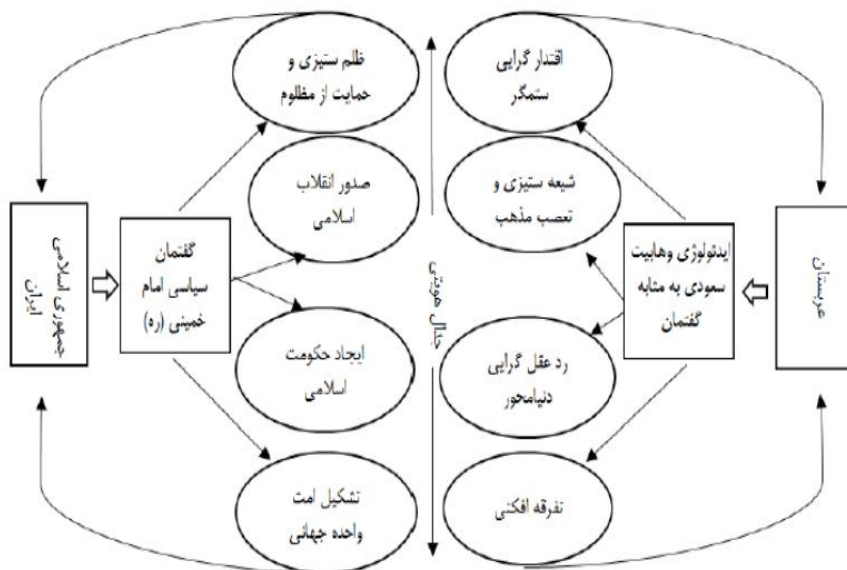 اقتدار گرایی
ستمگر
شیعه ستیزی و
تعصب مذهب
رد عقل گرایی
دنیامحور
تفرقه افکنی
ایدئولوژی وهابیت
سعودی به مثابه
گفتمان
عربستان
جدال هویتی
ظلم ستیزی و
حمایت از مظلوم
صدور انقلاب
اسلامی
ایجاد حکومت
اسلامی
تشکیل امت
واحده جهانی
گفتمان
سیاسی امام
خمینی (ره)
جمهوری اسلامی
ایران